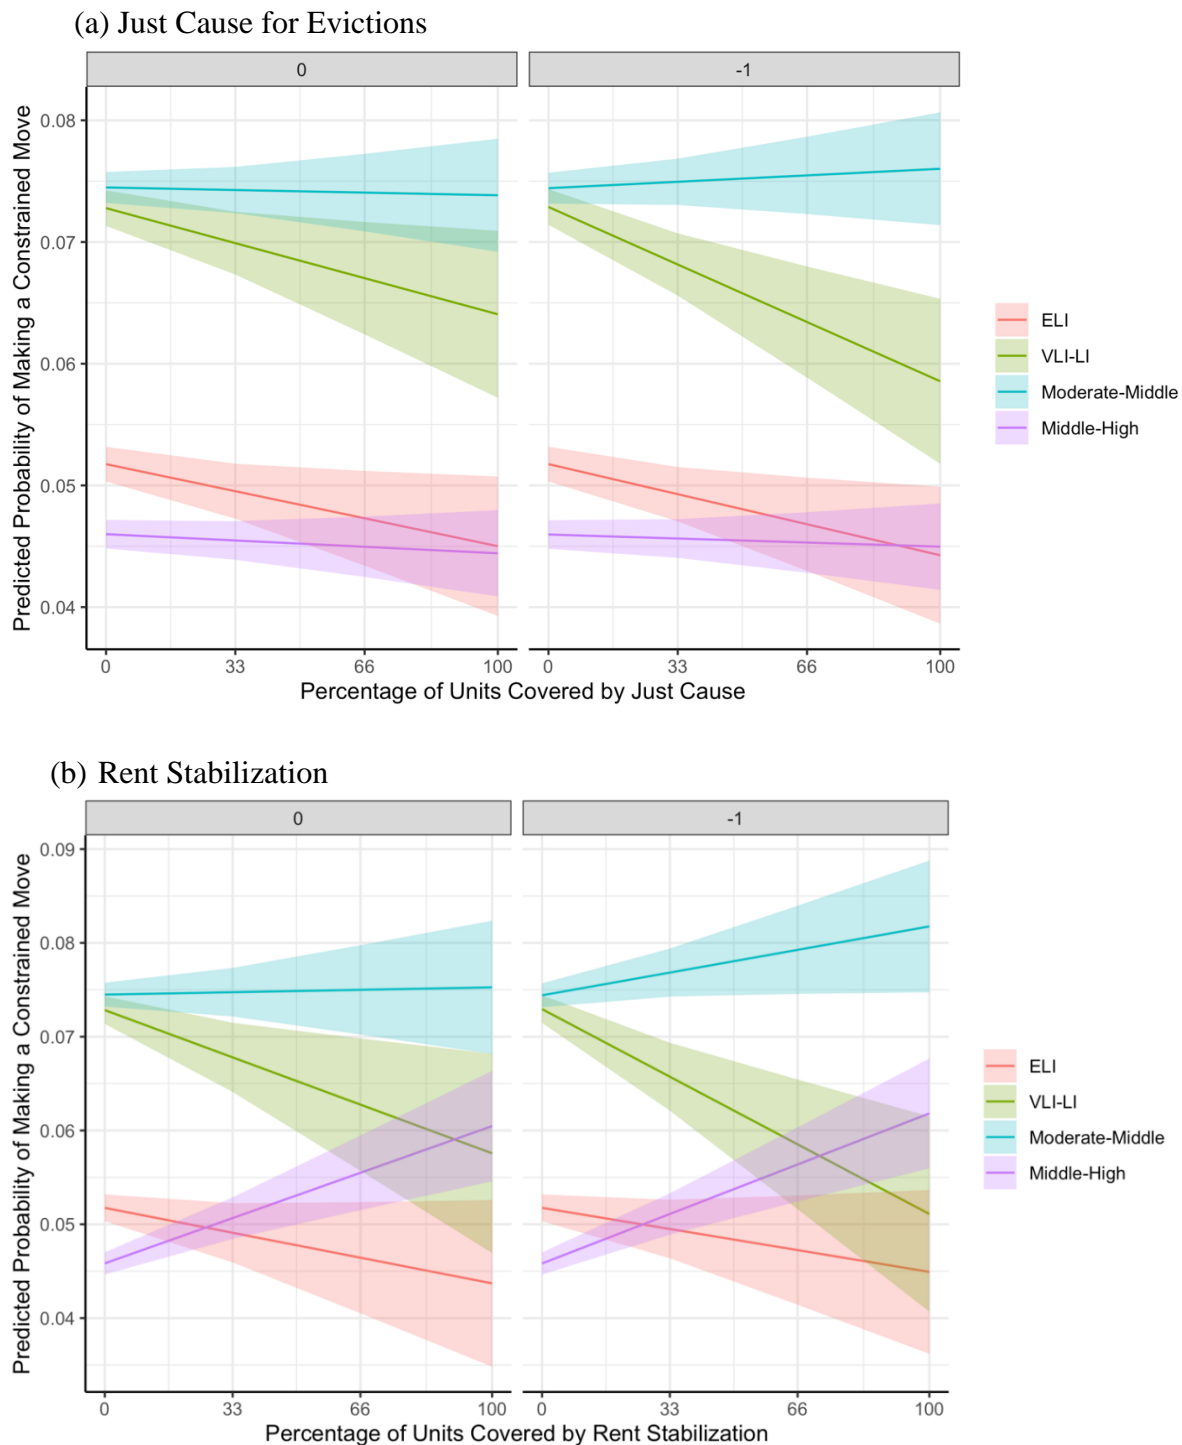 (a) Just Cause for Evictions
0
-1
Predicted Probability of Making a Constrained Move
0.08
0.07
0.06
0.05
0.04
0 33 66 100
0 33 66 100
Percentage of Units Covered by Just Cause
ELI
VLI-LI
Moderate-Middle
Middle-High
(b) Rent Stabilization
0
-1
Predicted Probability of Making a Constrained Move
0.09
0.08
0.07
0.06
0.05
0.04
0 33 66 100
0 33 66 100
Percentage of Units Covered by Rent Stabilization
ELI
VLI-LI
Moderate-Middle
Middle-High